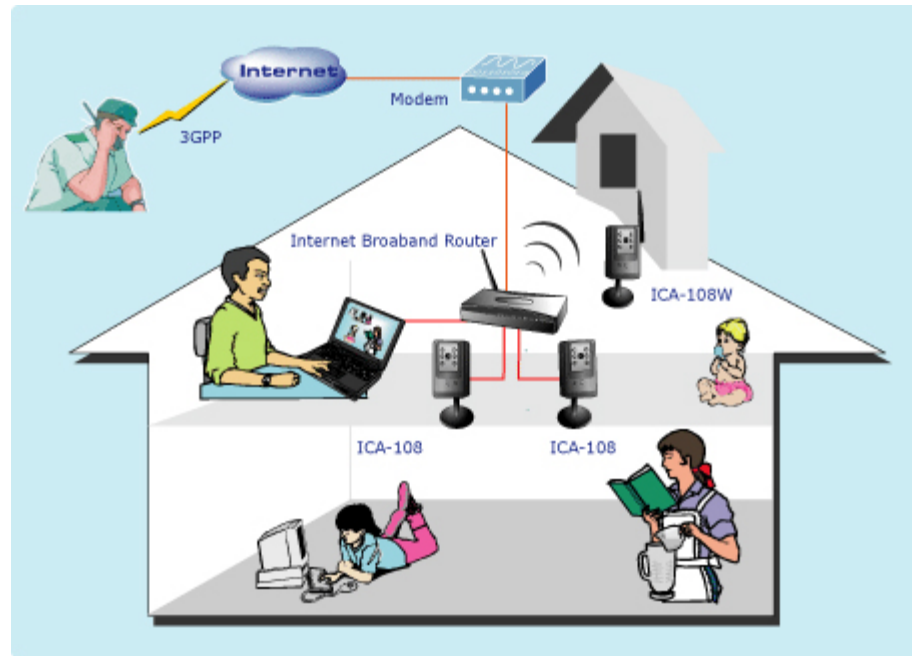 Internet
Modem
3GPP
Internet Broaband Router
ICA-108W
ICA-108
ICA-108